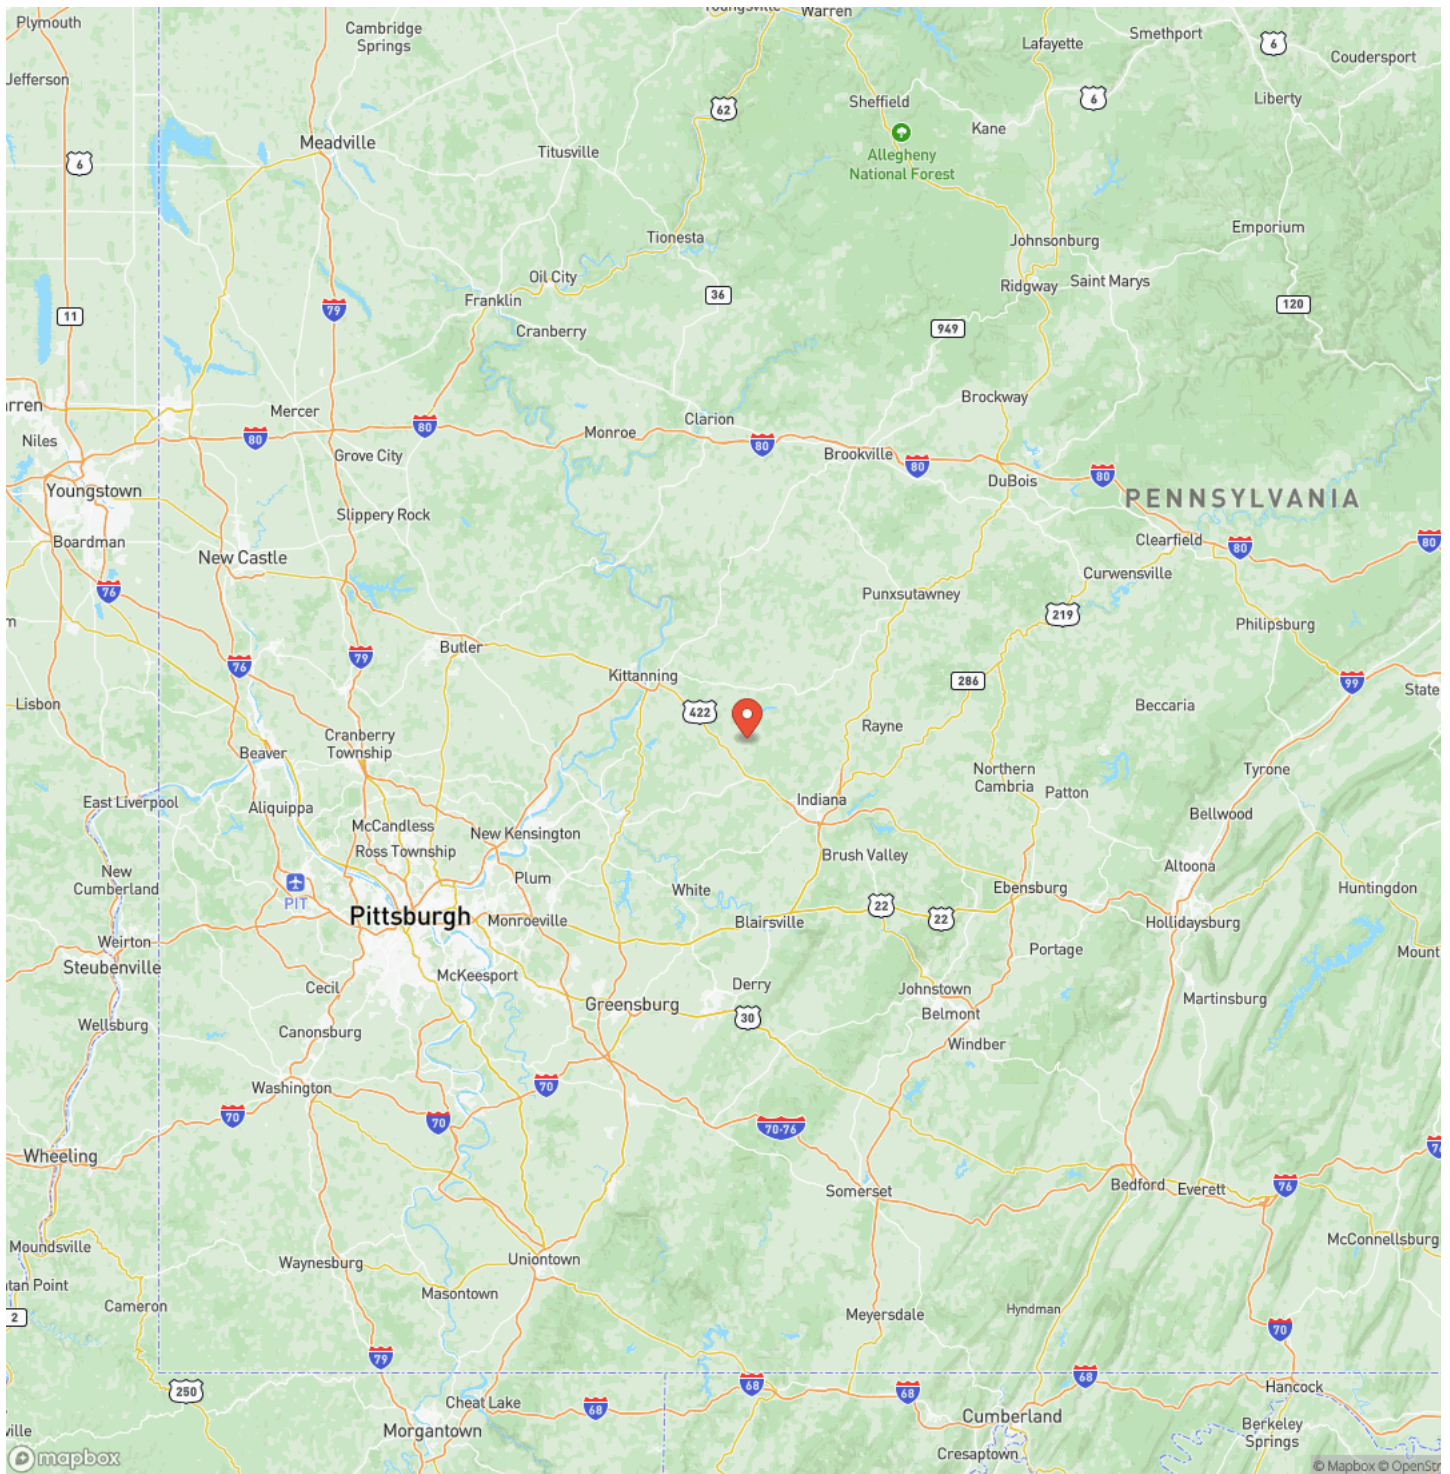 Youngsville
Warren
Plymouth
Cambridge
Springs
Lafayette
Smethport
6
Coudersport
Jefferson
62
Sheffield
6
Liberty
Kane
Meadville
Titusville
Allegheny
National Forest
6
Tionesta
Johnsonburg
Emporium
Oil City
Ridgway
Saint Marys
Franklin
36
120
79
11
Cranberry
949
Brockway
rren
Mercer
Clarion
80
Niles
80
Monroe
80
Grove City
Brookville
80
80
DuBois
Youngstown
PENNSYLVANIA
Slippery Rock
Boardman
New Castle
Clearfield
80
80
76
Curwensville
Punxsutawney
219
m
Philipsburg
Butler
79
76
Kittanning
286
99
State
Lisbon
422
Beccaria
Rayne
Cranberry
Township
Beaver
Northern
Cambria
Tyrone
Patton
East Liverpool
Aliquippa
Indiana
Bellwood
McCandless
New Kensington
Ross Township
Brush Valley
Altoona
New
Cumberland
PIT
Plum
White
Ebensburg
Huntingdon
22
22
Pittsburgh
Monroeville
Blairsville
Hollidaysburg
Weirton
Portage
Mount
Steubenville
McKeesport
Cecil
Derry
Johnstown
Martinsburg
Greensburg
30
Belmont
Wellsburg
Canonsburg
Windber
Washington
70
70
70
70-76
Wheeling
76
Somerset
Bedford
Everett
Moundsville
McConnellsburg
Waynesburg
Uniontown
tan Point
Masontown
Cameron
Hyndman
2
Meyersdale
70
79
250
68
68
68
Hancock
Cheat Lake
68
Cumberland
ville
Morgantown
Berkeley
Springs
Cresaptown
mapbox
© Mapbox © OpenStr